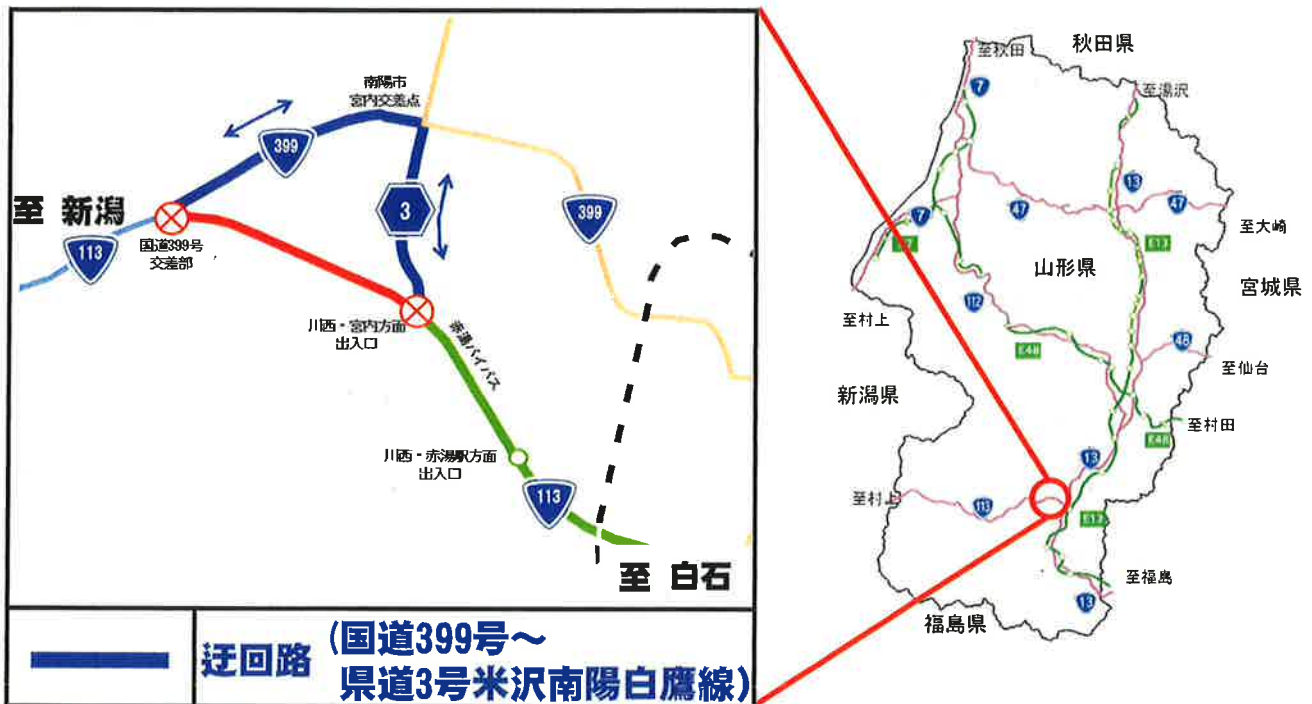 南陽市
宮内交差点
399
至 新潟
3
399
113
国道399号
交差部
川西・宮内方面
出入口
赤湯バイパス
川西・赤湯駅方面
出入口
113
至 白石
迂回路
(国道399号～
県道3号米沢南陽白鷹線)
秋田県
至秋田
7
至湯沢
13
47
47
7
至大崎
E13
山形県
宮城県
112
至村上
48
E48
至仙台
新潟県
至村田
E48
13
至村上
113
E13
至福島
13
福島県